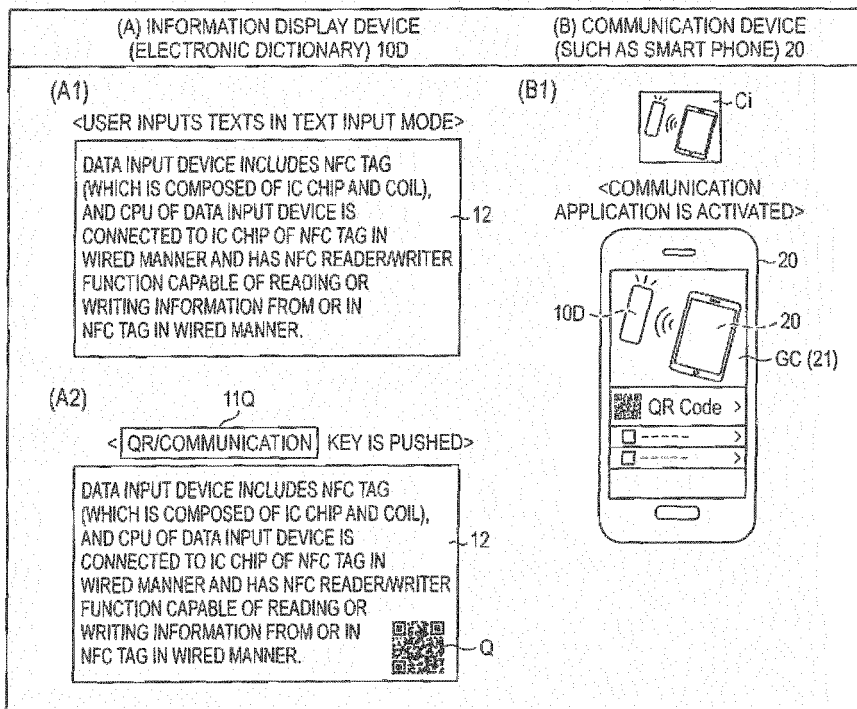 (A) INFORMATION DISPLAY DEVICE
(ELECTRONIC DICTIONARY) 10D
(B) COMMUNICATION DEVICE
(SUCH AS SMART PHONE) 20
(A1)
<USER INPUTS TEXTS IN TEXT INPUT MODE>
DATA INPUT DEVICE INCLUDES NFC TAG
(WHICH IS COMPOSED OF IC CHIP AND COIL),
AND CPU OF DATA INPUT DEVICE IS
CONNECTED TO IC CHIP OF NFC TAG IN
WIRED MANNER AND HAS NFC READER/WRITER
FUNCTION CAPABLE OF READING OR
WRITING INFORMATION FROM OR IN
NFC TAG IN WIRED MANNER.
12
(A2)
11Q
<QR/COMMUNICATION KEY IS PUSHED>
DATA INPUT DEVICE INCLUDES NFC TAG
(WHICH IS COMPOSED OF IC CHIP AND COIL),
AND CPU OF DATA INPUT DEVICE IS
CONNECTED TO IC CHIP OF NFC TAG IN
WIRED MANNER AND HAS NFC READER/WRITER
FUNCTION CAPABLE OF READING OR
WRITING INFORMATION FROM OR IN
NFC TAG IN WIRED MANNER.
12
Q
(B1)
Ci
<COMMUNICATION
APPLICATION IS ACTIVATED>
20
10D
20
GC (21)
QR Code >
------ >
------ >